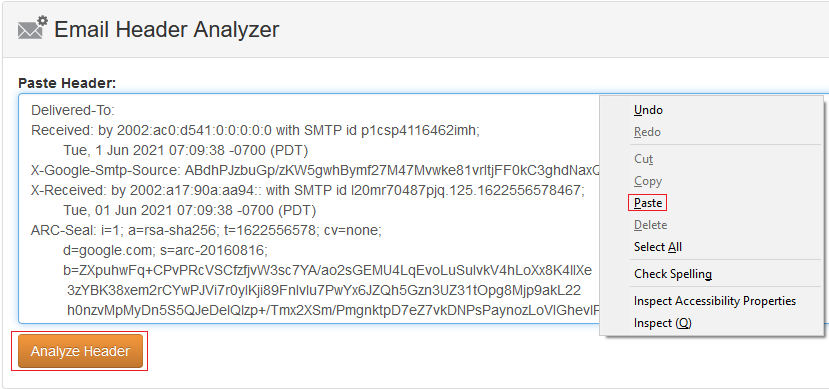 Email Header Analyzer
Paste Header:
Delivered-To:
Received: by 2002:ac0:d541:0:0:0:0:0 with SMTP id p1csp4116462imh;
Tue, 1 Jun 2021 07:09:38 -0700 (PDT)
X-Google-Smtp-Source: ABdhPJzbuGp/zKW5gwhBymf27M47Mvwke81vrltjFF0kC3ghdNaxQ
X-Received: by 2002:a17:90a:aa94:: with SMTP id l20mr70487pjq.125.1622556578467;
Tue, 01 Jun 2021 07:09:38 -0700 (PDT)
ARC-Seal: i=1; a=rsa-sha256; t=1622556578; cv=none;
d=google.com; s=arc-20160816;
b=ZXpuhwFq+CPvPRcVSCfzfjvW3sc7YA/ao2sGEMU4LqEvoLuSulvkV4hLoXx8K4llXe
3zYBK38xem2rCYwPJVi7r0ylKji89Fnlvlu7PwYx6JZQh5Gzn3UZ31tOpg8Mjp9akL22
h0nzvMpMyDn5S5QJeDelQlzp+/Tmx2XSm/PmgnktpD7eZ7vkDNPsPaynozLoVlGhevlF
Undo
Redo
Cut
Copy
Paste
Delete
Select All
Check Spelling
Inspect Accessibility Properties
Inspect (Q)
Analyze Header